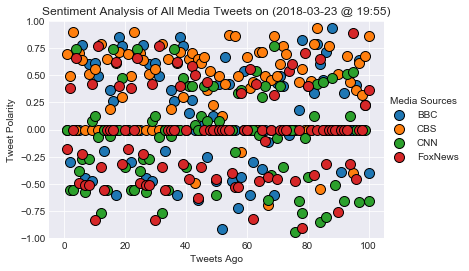 Sentiment Analysis of All Media Tweets on (2018-03-23 @ 19:55)
1.00
0.75
0.50
0.25
0.00
−0.25
−0.50
−0.75
−1.00
Tweet Polarity
0 20 40 60 80 100
Tweets Ago
Media Sources
BBC
CBS
CNN
FoxNews